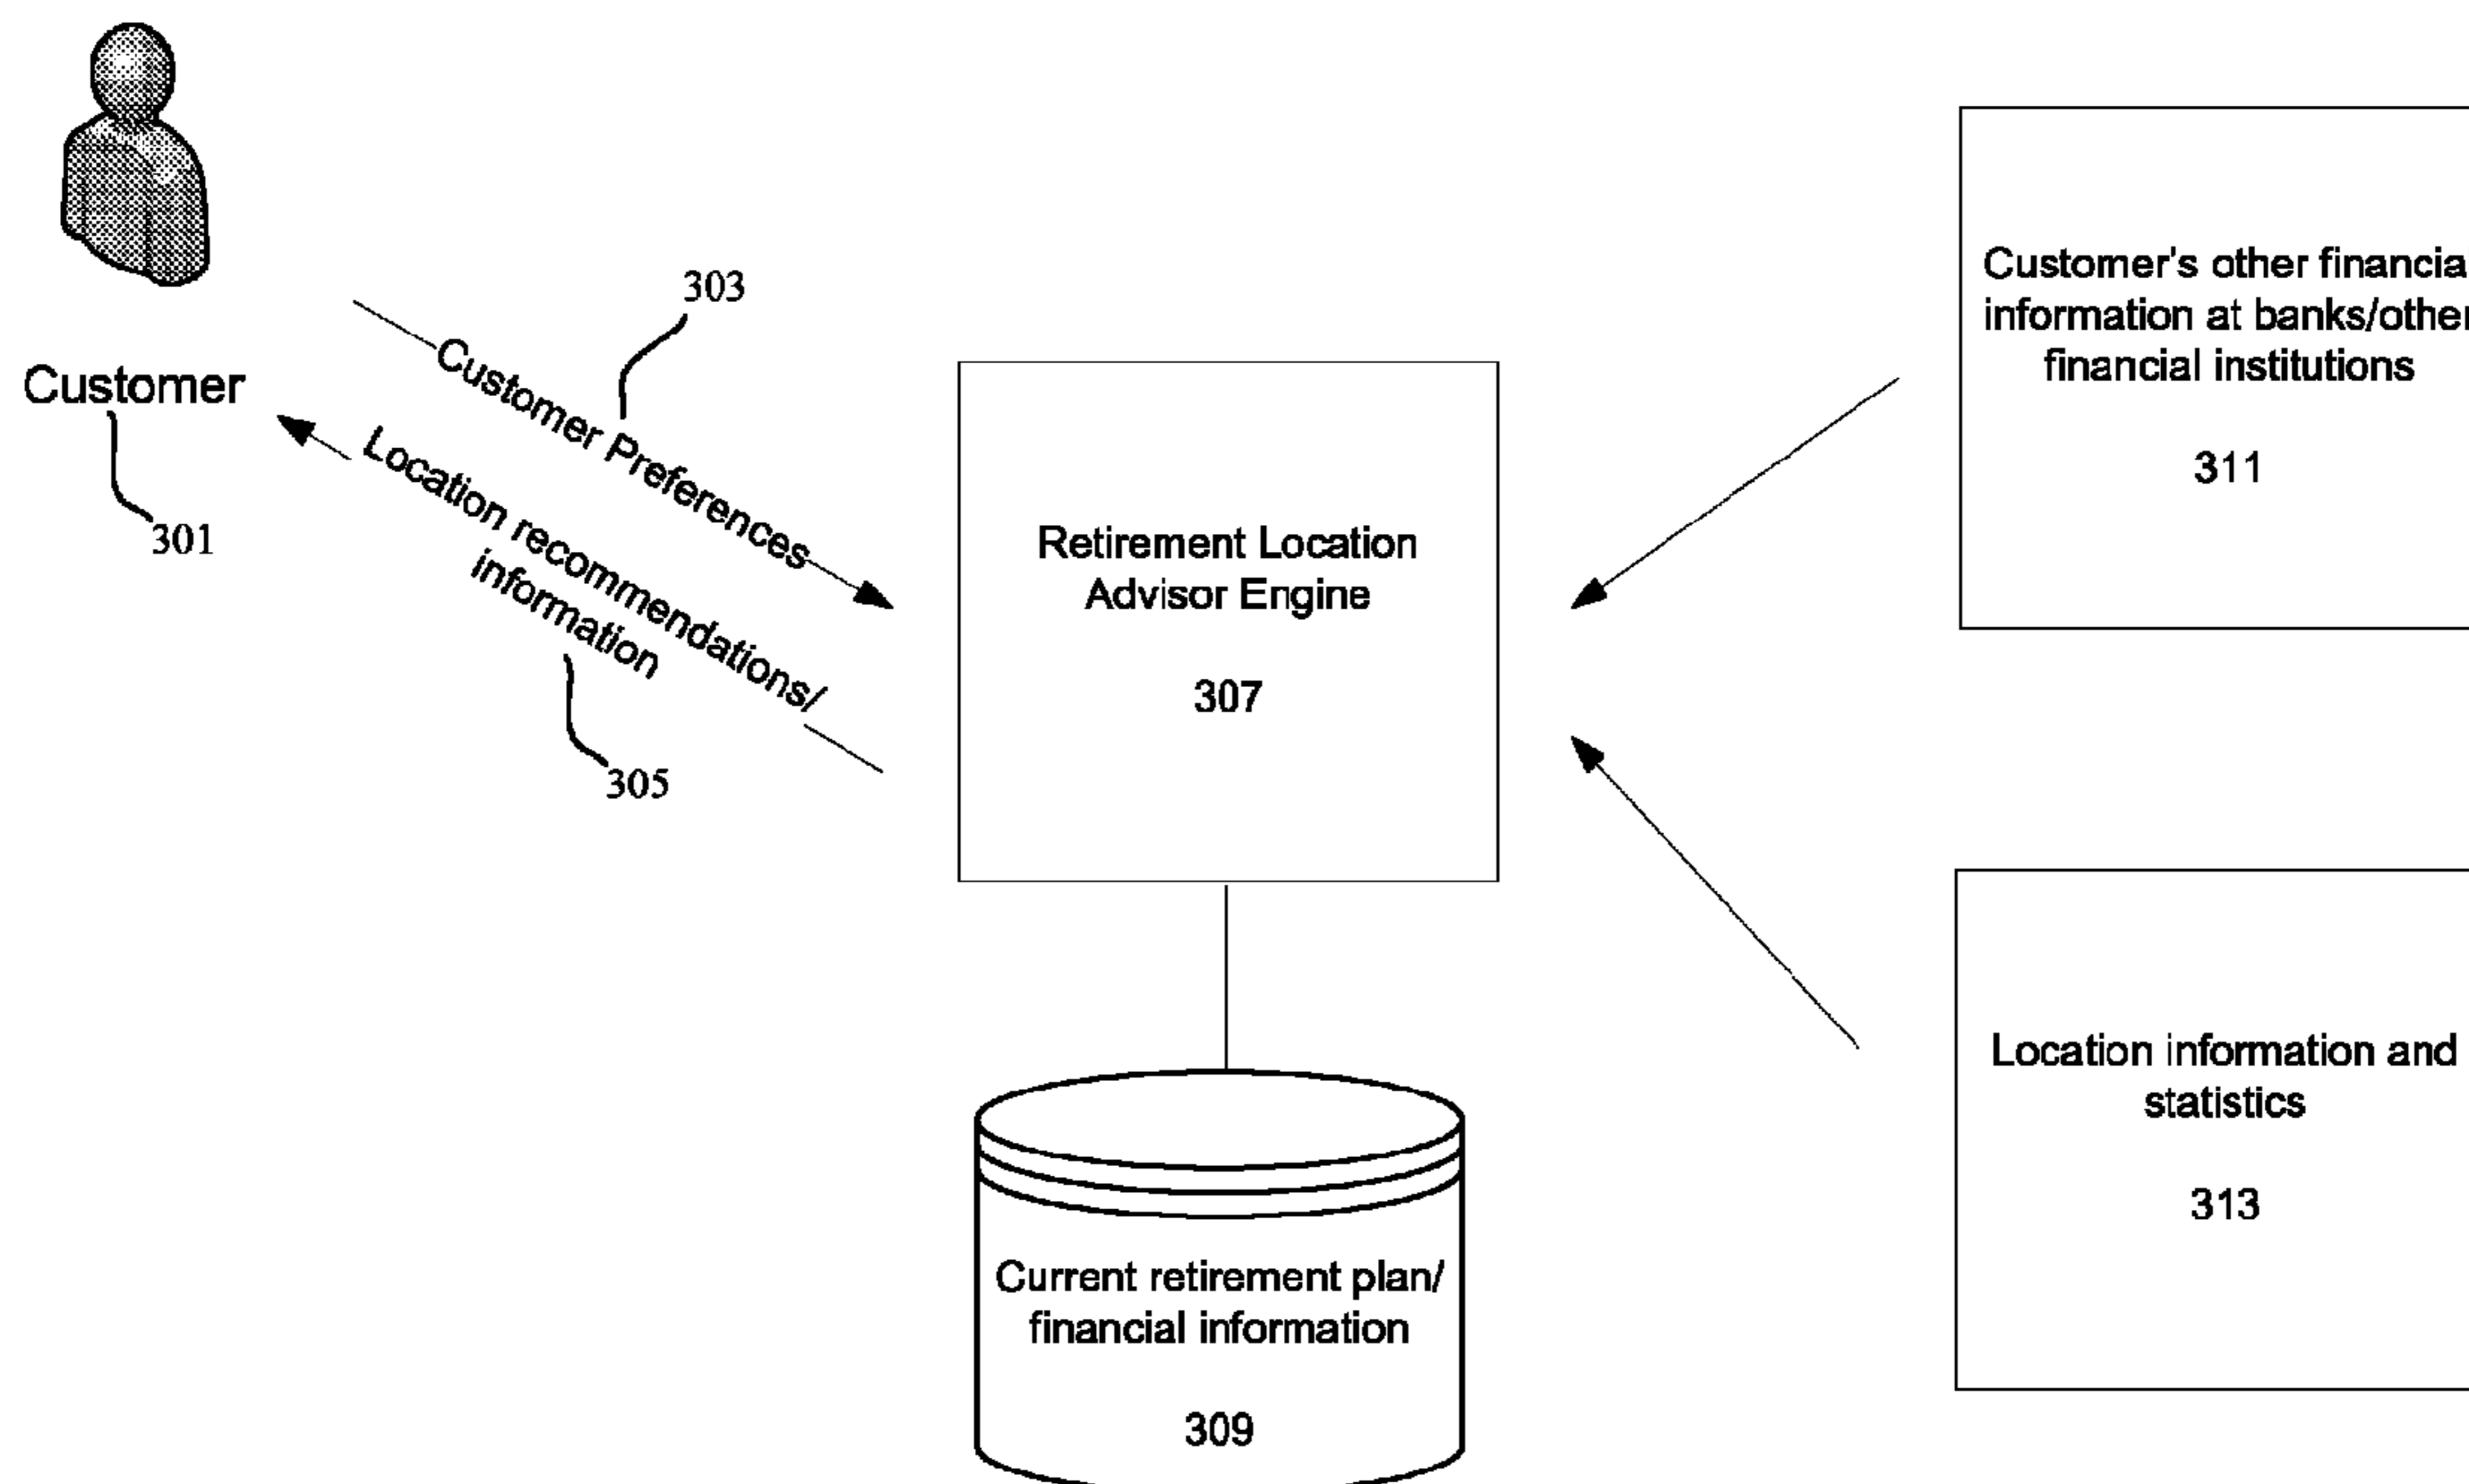 Customer
301
303
Customer Preferences
Location recommendations/
information
305
Retirement Location
Advisor Engine
307
Current retirement plan/
financial information
309
Customer's other financia
information at banks/other
financial institutions
311
Location information and
statistics
313